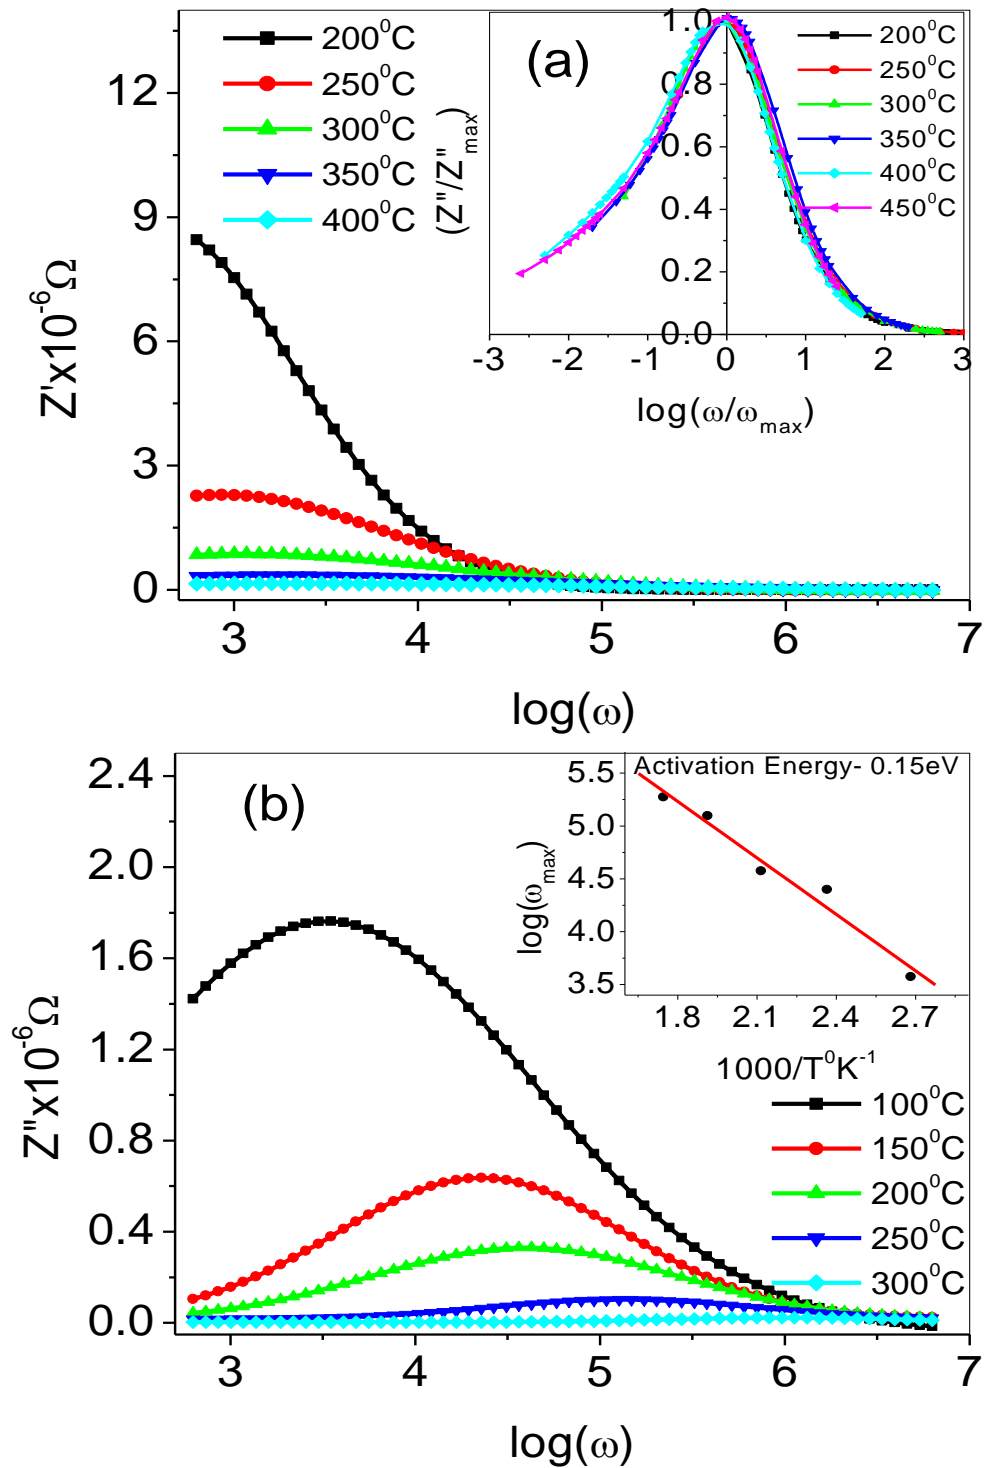 200⁰C
250⁰C
300⁰C
350⁰C
400⁰C
12
9
6
3
0
Z'x10⁻⁶Ω
3 4 5 6 7
log(ω)
(a)
200⁰C
250⁰C
300⁰C
350⁰C
400⁰C
450⁰C
1.0
0.8
0.6
0.4
0.2
0.0
(Z''/Z''max)
-3 -2 -1 0 1 2 3
log(ω/ωmax)
(b)
2.4
2.0
1.6
1.2
0.8
0.4
0.0
Z''x10⁻⁶Ω
3 4 5 6 7
log(ω)
Activation Energy- 0.15eV
5.5
5.0
4.5
4.0
3.5
log(ωmax)
1.8 2.1 2.4 2.7
1000/T⁰K⁻¹
100⁰C
150⁰C
200⁰C
250⁰C
300⁰C